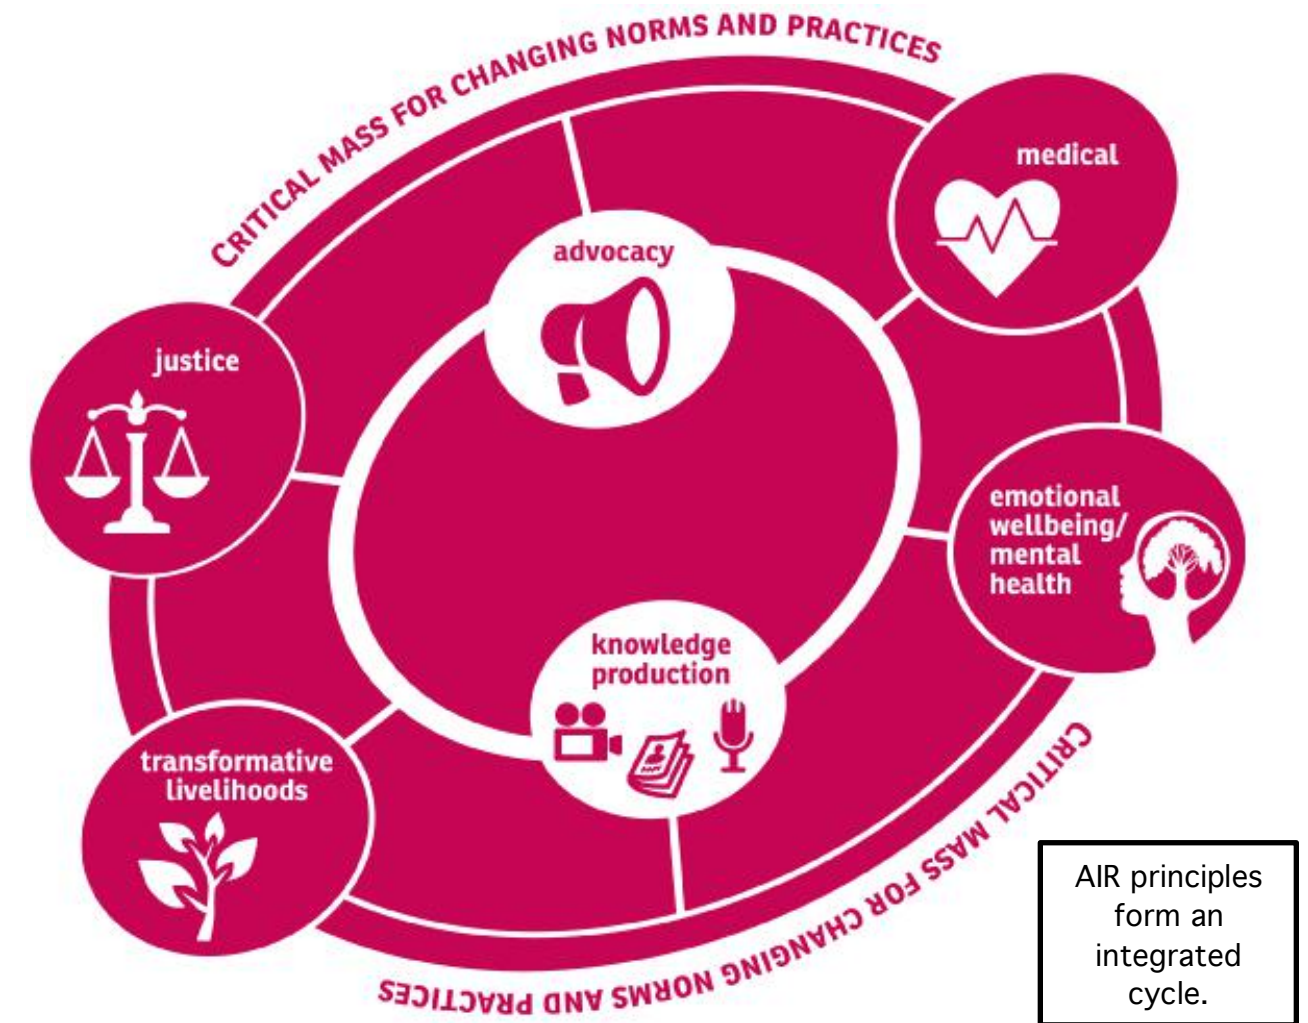 CRITICAL MASS FOR CHANGING NORMS AND PRACTICES
medical
advocacy
justice
emotional
wellbeing/
mental
health
knowledge
production
transformative
livelihoods
CRITICAL MASS FOR CHANGING NORMS AND PRACTICES
AIR principles
form an
integrated
cycle.